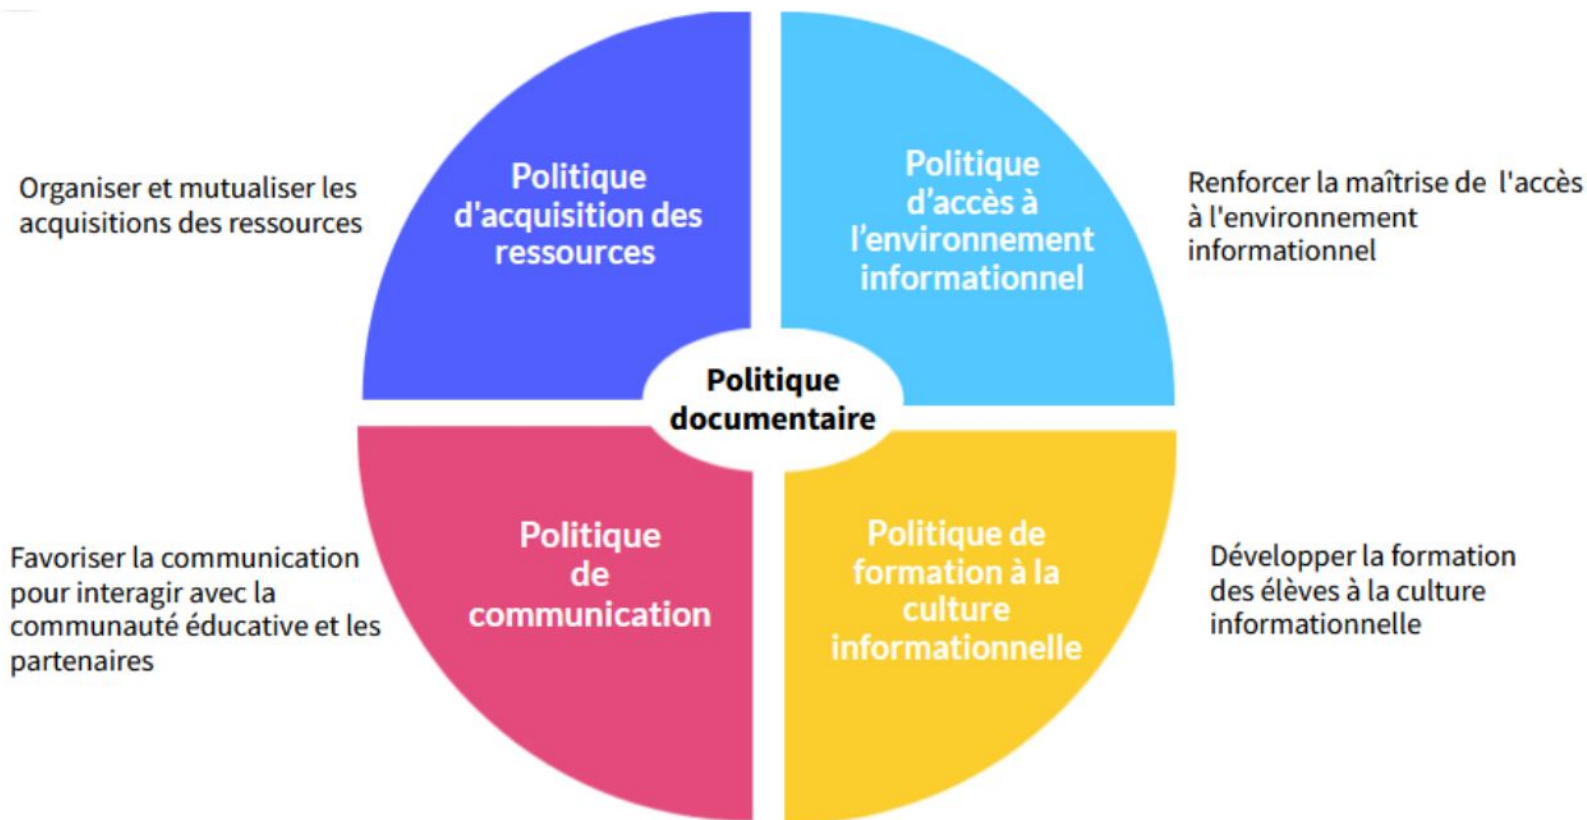 Organiser et mutualiser les
acquisitions des ressources
Politique
d'acquisition des
ressources
Politique
d’accès à
l’environnement
informationnel
Renforcer la maîtrise de l'accès
à l'environnement
informationnel
Politique
documentaire
Favoriser la communication
pour interagir avec la
communauté éducative et les
partenaires
Politique
de
communication
Politique de
formation à la
culture
informationnelle
Développer la formation
des élèves à la culture
informationnelle